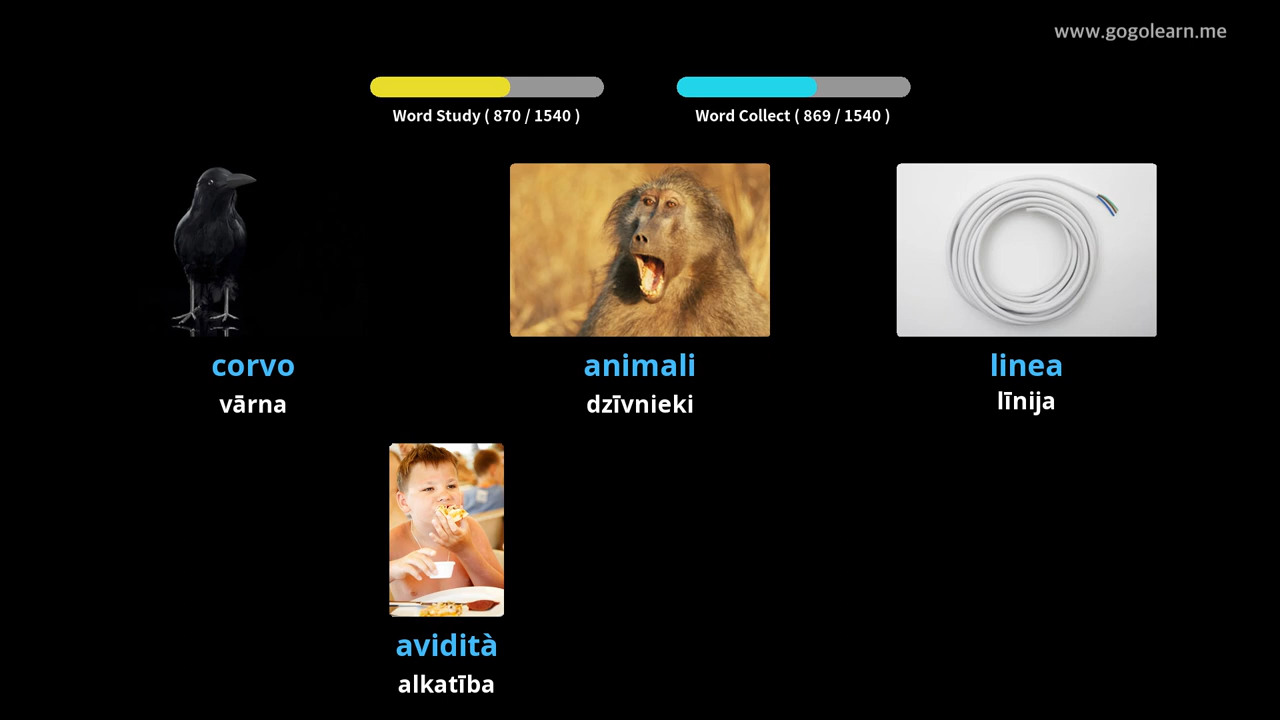 www.gogolearn.me
Word Study ( 870 / 1540 )
Word Collect ( 869 / 1540 )
corvo
vārna
animali
dzīvnieki
linea
līnija
avidità
alkatība